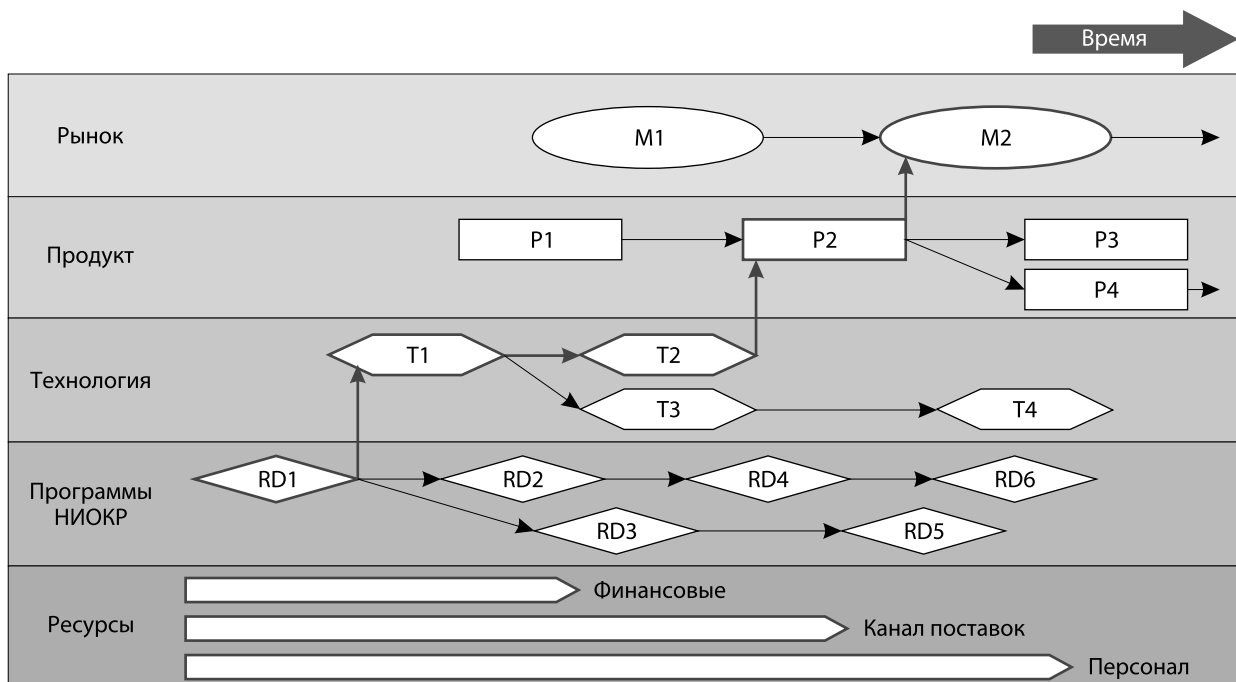 Время
Рынок
M1
M2
Продукт
P1
P2
P3
P4
Технология
T1
T2
T3
T4
Программы
НИОКР
RD1
RD2
RD4
RD6
RD3
RD5
Ресурсы
Финансовые
Канал поставок
Персонал